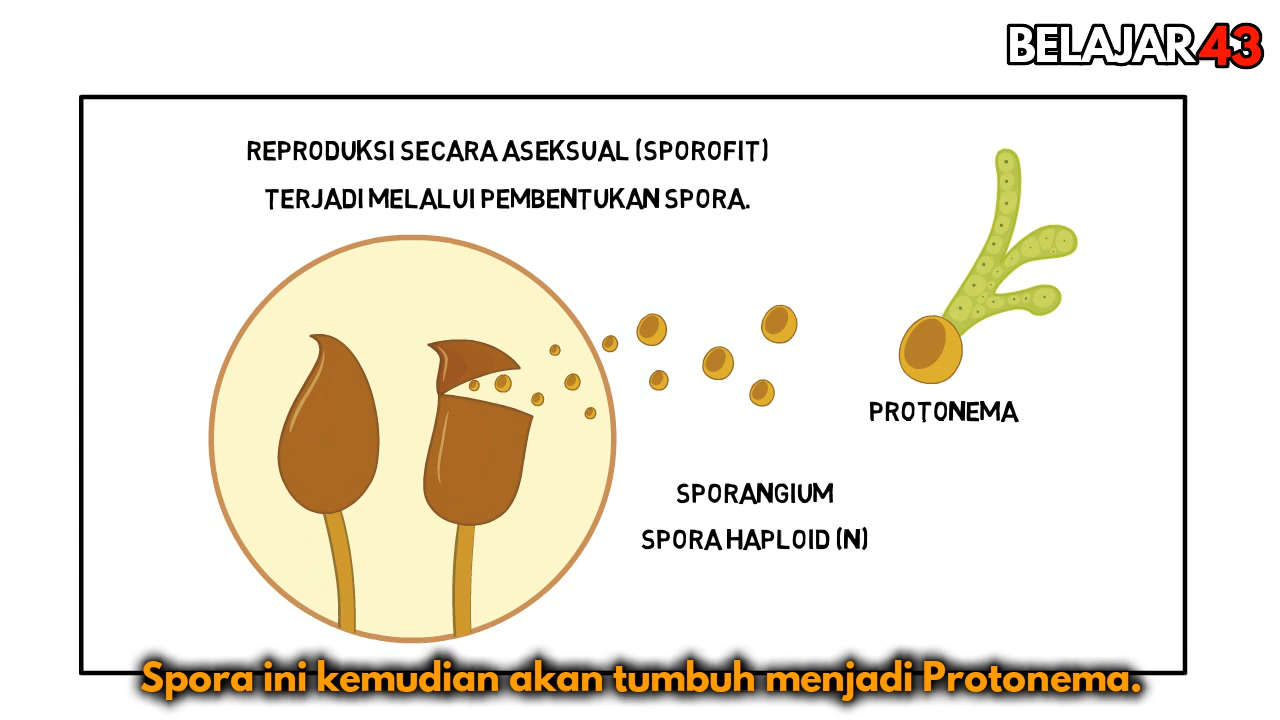 BELAJAR43
REPRODUKSI SECARA ASEKSUAL (SPOROFIT)
TERJADI MELALUI PEMBENTUKAN SPORA.
PROTONEMA
SPORANGIUM
SPORA HAPLOID (N)
Spora ini kemudian akan tumbuh menjadi Protonema.